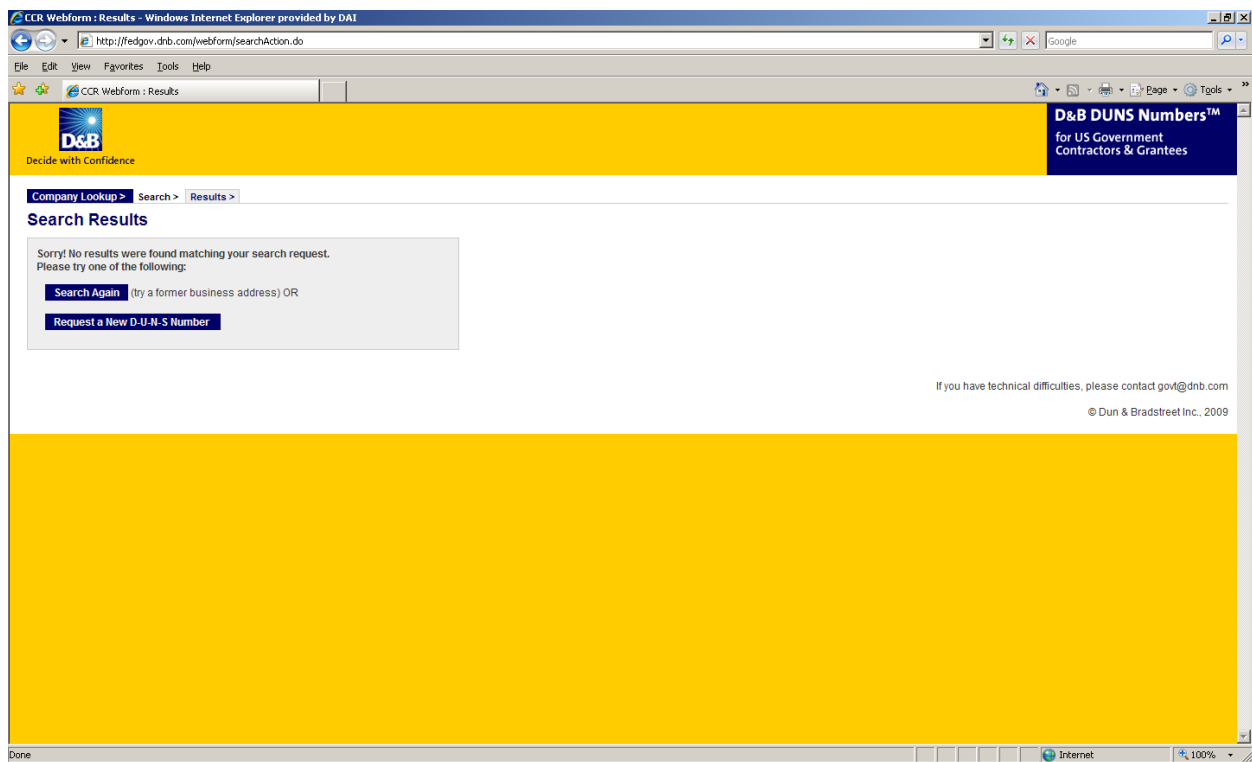 CCR Webform : Results - Windows Internet Explorer provided by DAI
http://fedgov.dnb.com/webform/searchAction.do
Google
File Edit View Favorites Tools Help
CCR Webform : Results
Page Tools
D&B
Decide with Confidence
D&B DUNS Numbers™
for US Government
Contractors & Grantees
Company Lookup > Search > Results >
Search Results
Sorry! No results were found matching your search request.
Please try one of the following:
Search Again (try a former business address) OR
Request a New D-U-N-S Number
If you have technical difficulties, please contact govt@dnb.com
© Dun & Bradstreet Inc., 2009
Done
Internet
100%